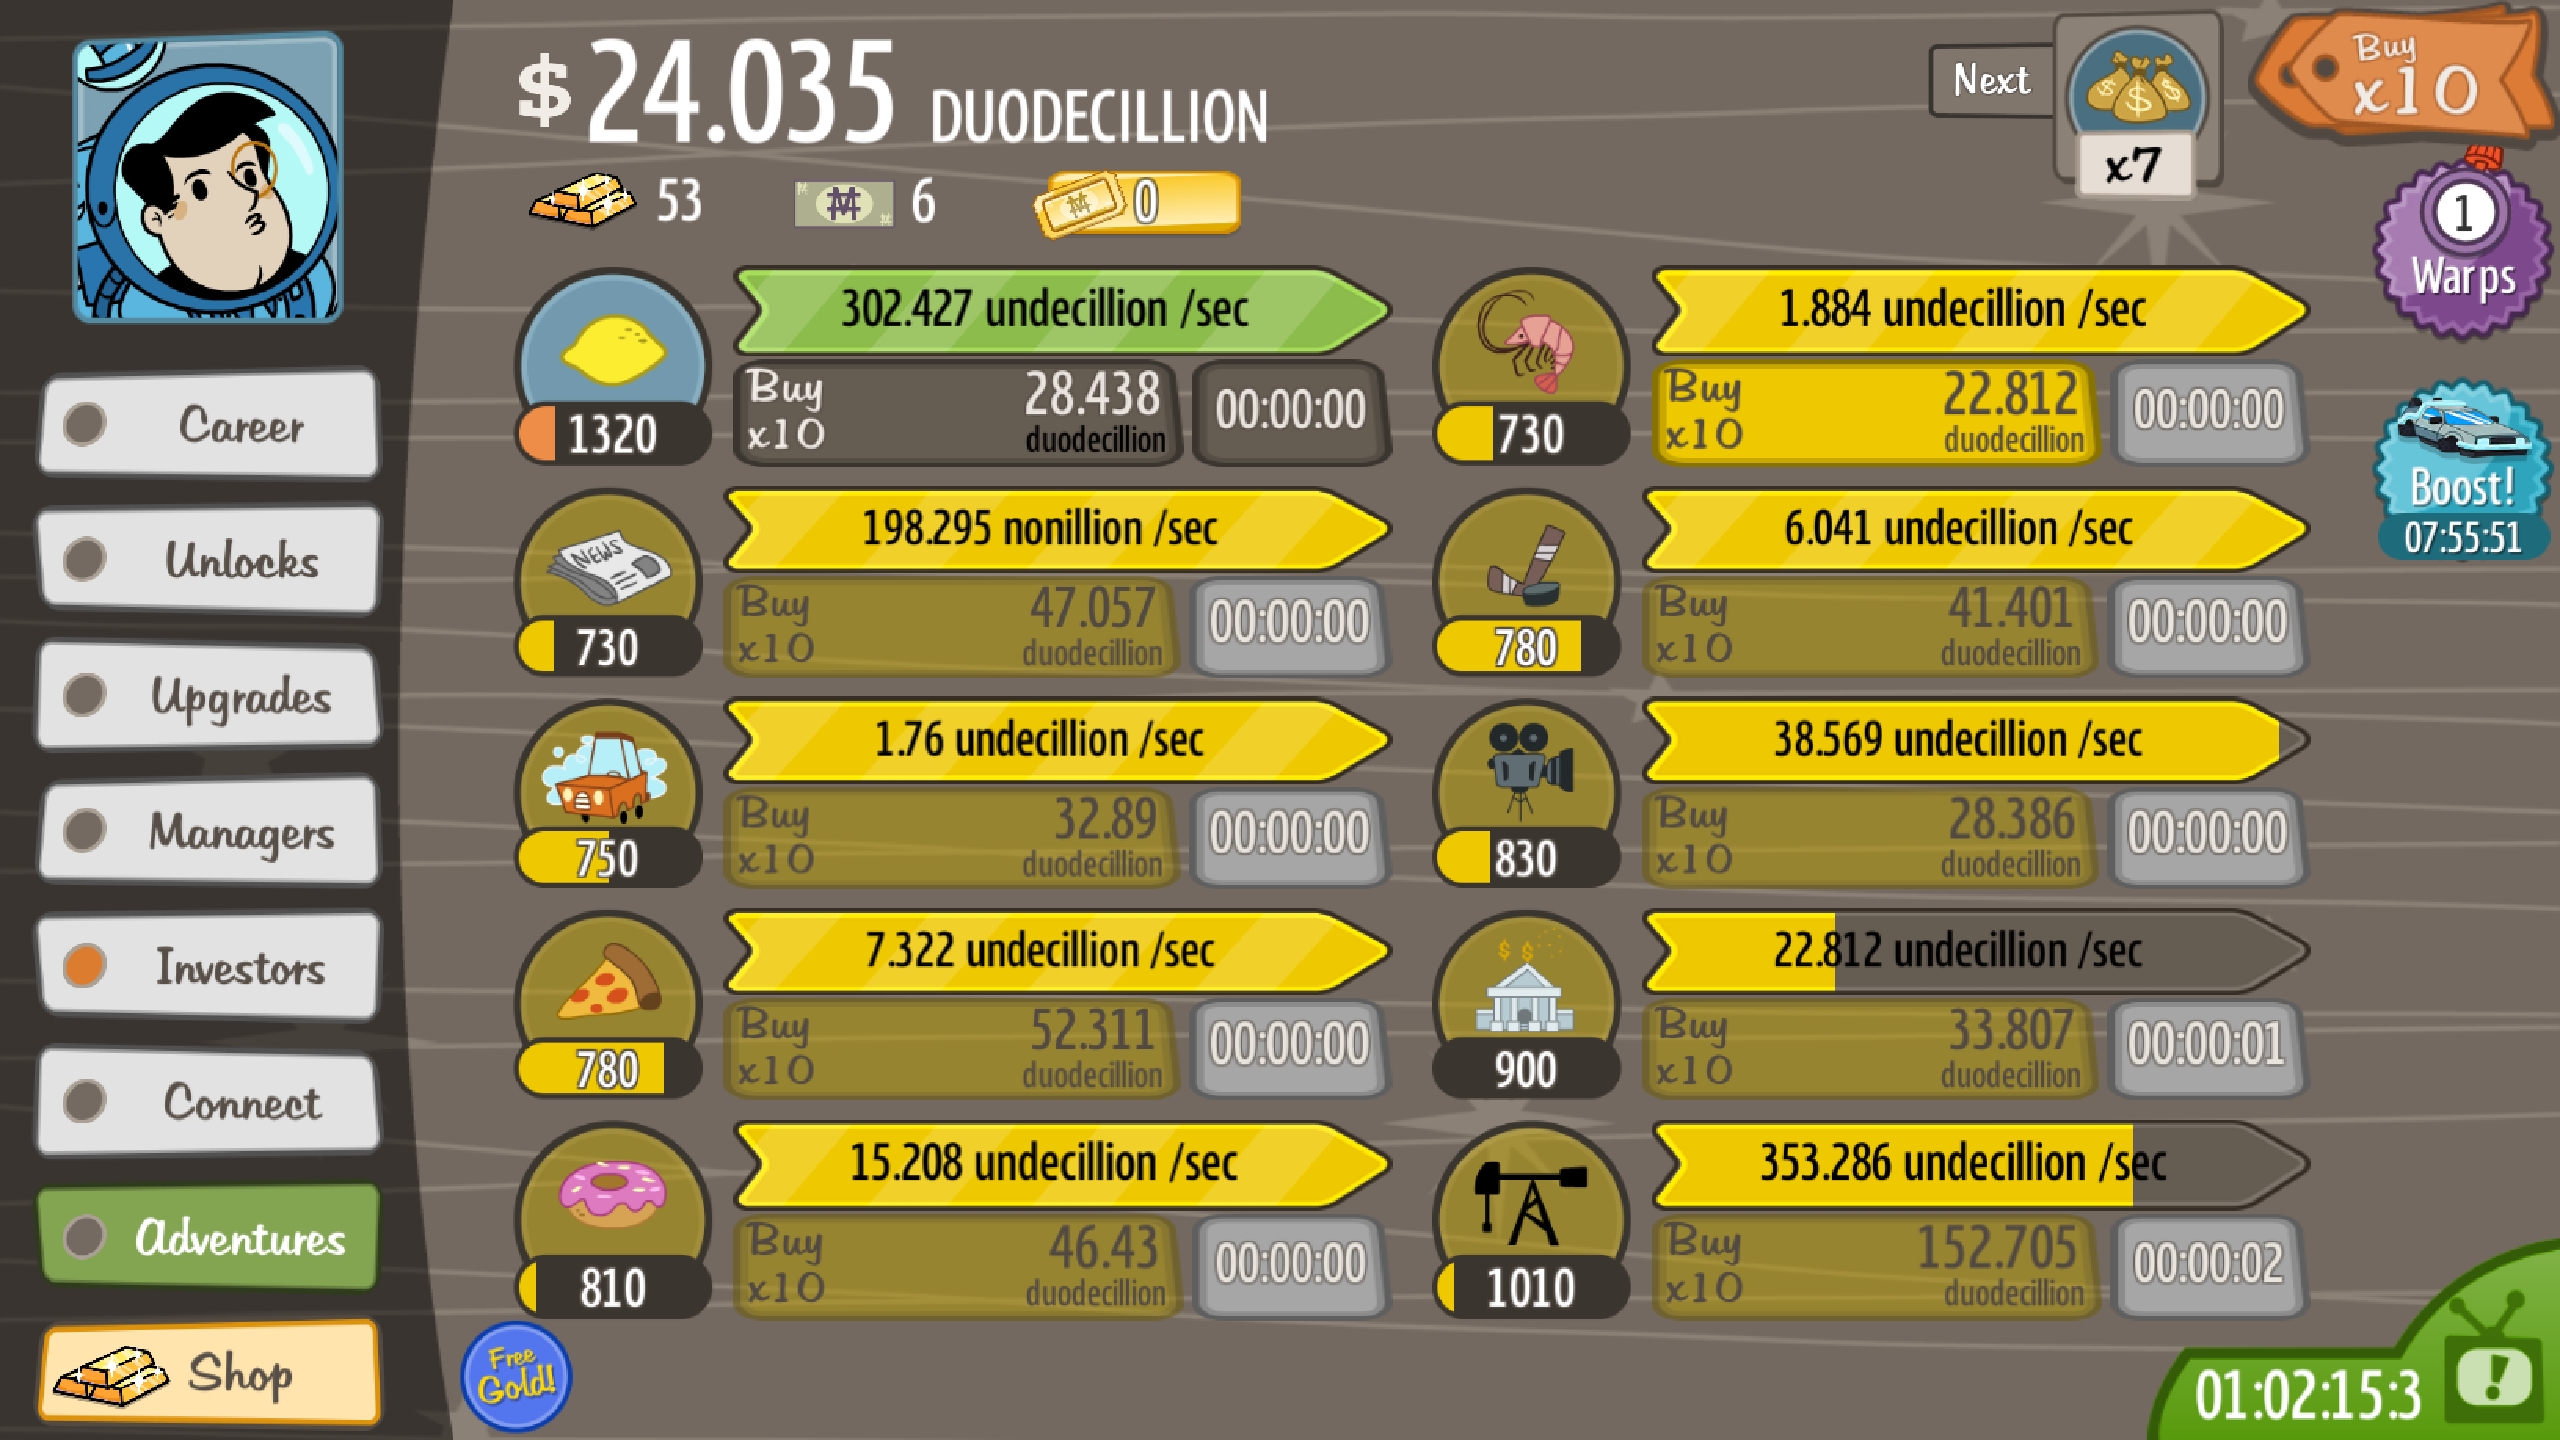 $24.035 DUODECILLION
53
6
0
Next
x7
Buy
x10
1
Warps
Boost!
07:55:51
Career
Unlocks
Upgrades
Managers
Investors
Connect
Adventures
Shop
302.427 undecillion /sec
Buy
x10
28.438
duodecillion
00:00:00
1320
1.884 undecillion /sec
Buy
x10
22.812
duodecillion
00:00:00
730
NEWS
198.295 nonillion /sec
Buy
x10
47.057
duodecillion
00:00:00
730
6.041 undecillion /sec
Buy
x10
41.401
duodecillion
00:00:00
780
1.76 undecillion /sec
Buy
x10
32.89
duodecillion
00:00:00
750
38.569 undecillion /sec
Buy
x10
28.386
duodecillion
00:00:00
830
7.322 undecillion /sec
Buy
x10
52.311
duodecillion
00:00:00
780
22.812 undecillion /sec
Buy
x10
33.807
duodecillion
00:00:01
900
15.208 undecillion /sec
Buy
x10
46.43
duodecillion
00:00:00
810
353.286 undecillion /sec
Buy
x10
152.705
duodecillion
00:00:02
1010
Free
Gold!
01:02:15:3